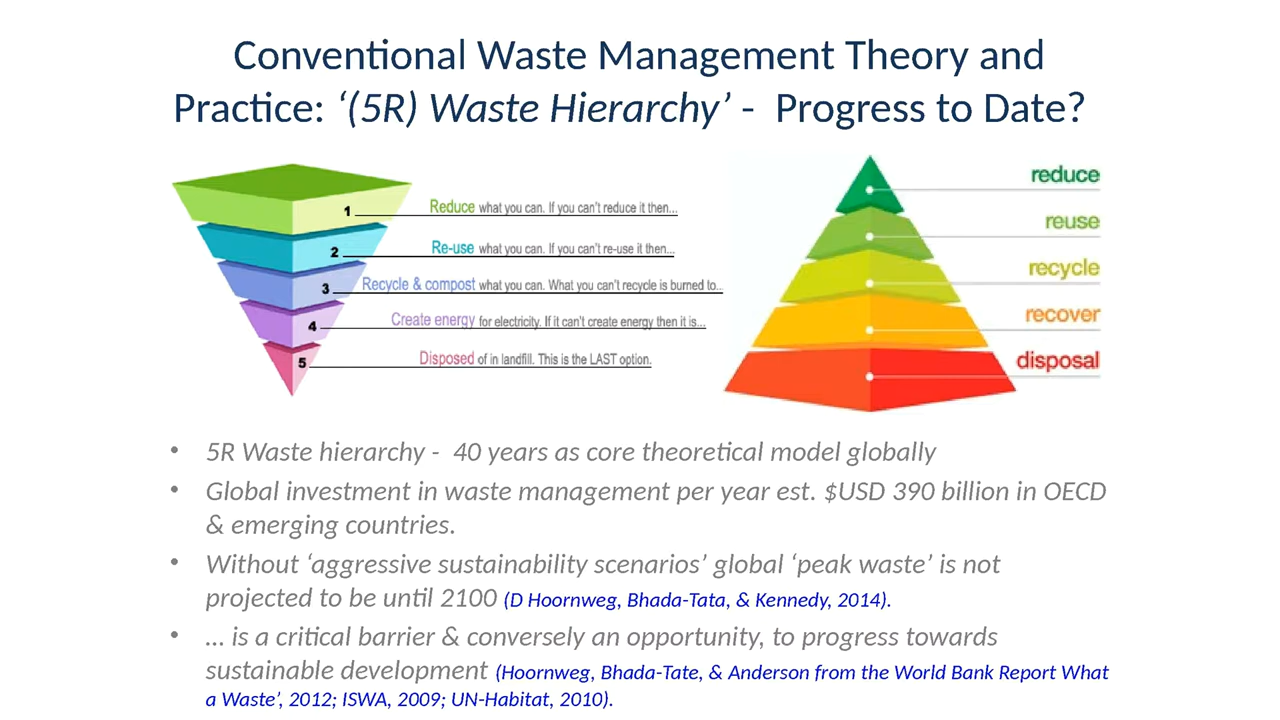 Conventional Waste Management Theory and
Practice: ‘(5R) Waste Hierarchy’ - Progress to Date?
1 Reduce what you can. If you can't reduce it then...
2 Re-use what you can. If you can't re-use it then...
3 Recycle & compost what you can. What you can't recycle is burned to...
4 Create energy for electricity. If it can't create energy then it is...
5 Disposed of in landfill. This is the LAST option.
reduce
reuse
recycle
recover
disposal
• 5R Waste hierarchy - 40 years as core theoretical model globally
• Global investment in waste management per year est. $USD 390 billion in OECD
& emerging countries.
• Without ‘aggressive sustainability scenarios’ global ‘peak waste’ is not
projected to be until 2100 (D Hoornweg, Bhada-Tata, & Kennedy, 2014).
• ... is a critical barrier & conversely an opportunity, to progress towards
sustainable development (Hoornweg, Bhada-Tate, & Anderson from the World Bank Report What
a Waste’, 2012; ISWA, 2009; UN-Habitat, 2010).